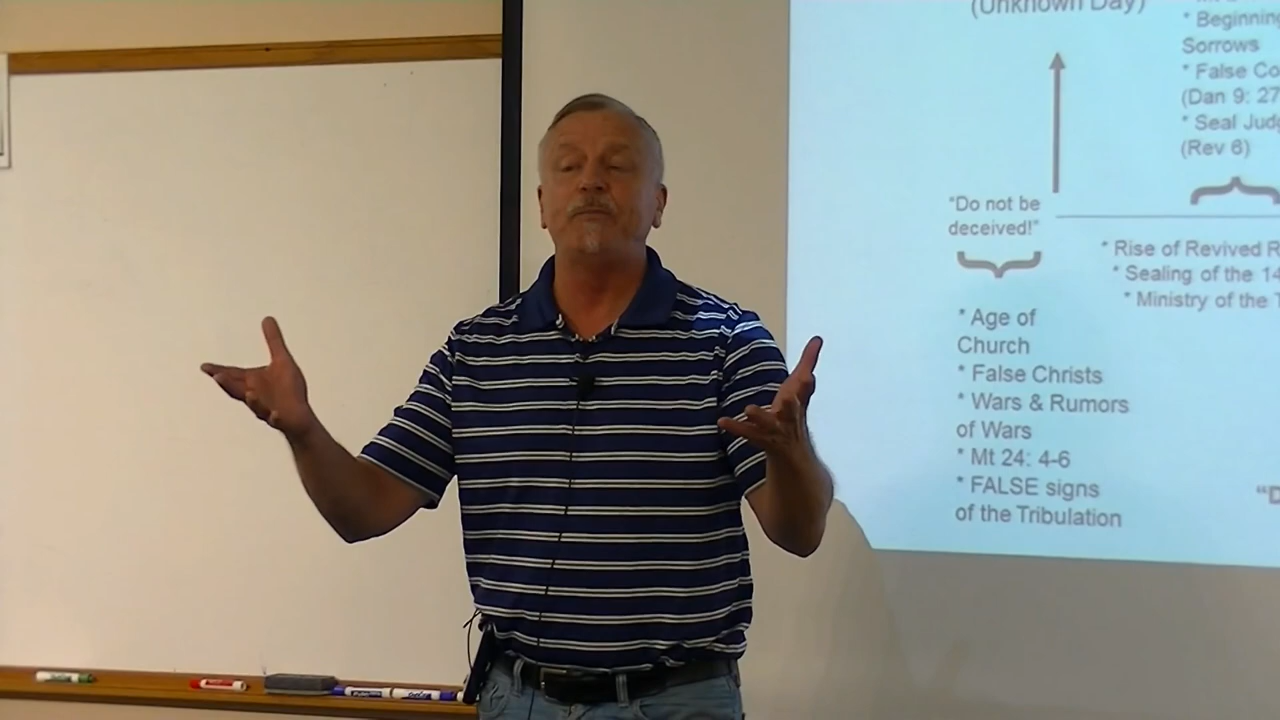 (Unknown Day)
* Beginning
Sorrows
* False Co
(Dan 9: 27
* Seal Jud
(Rev 6)
"Do not be
deceived!"
* Rise of Revived R
* Sealing of the 14
* Ministry of the
* Age of
Church
* False Christs
* Wars & Rumors
of Wars
* Mt 24: 4-6
* FALSE signs
of the Tribulation